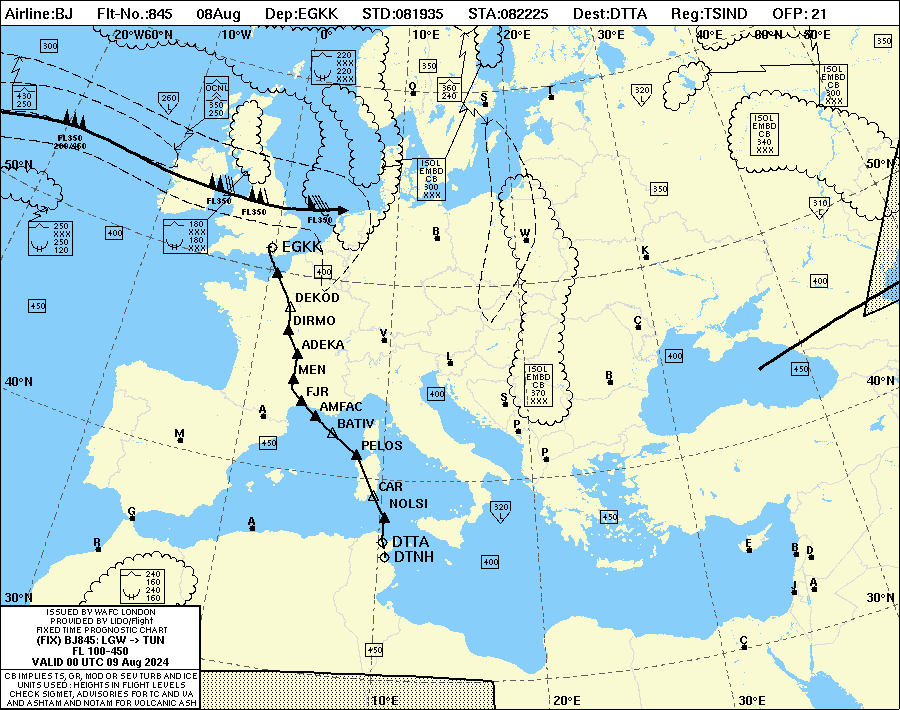 Airline:BJ Flt-No.:845 08Aug Dep:EGKK STD:081935 STA:082225 Dest:DTTA Reg:TSIND OFP: 21
20°W60°N 10°W 0° 10°E 20°E 30°E 40°E 50°E
300
350
350
220
XXX
220
XXX
430
250
OCNL
350
250
260
L
O
360
240
S
T
320
L
ISOL
EMBD
CB
300
XXX
FL350
200/450
ISOL
EMBD
CB
340
XXX
50°N
50°N
ISOL
EMBD
CB
300
XXX
350
FL350
FL350
FL350
310
L
250
XXX
250
120
400
180
XXX
180
XXX
B
W
K
EGKK
400
400
450
DEKOD
DIRMO
ADEKA
MEN
FJR
AMFAC
BATIV
PELOS
CAR
NOLSI
DTTA
DTNH
C
V
L
400
450
ISOL
EMBD
CB
370
XXX
B
40°N
40°N
400
S
A
P
M
450
P
G
A
320
L
450
R
400
E
B
D
240
160
240
160
J
A
30°N
30°N
C
450
ISSUED BY WAFC LONDON
PROVIDED BY LIDO/Flight
FIXED TIME PROGNOSTIC CHART
(FIX) BJ845: LGW -> TUN
FL 100-450
VALID 00 UTC 09 Aug 2024
CB IMPLIES TS, GR, MOD OR SEV TURB AND ICE
UNITS USED : HEIGHTS IN FLIGHT LEVELS
CHECK SIGMET, ADVISORIES FOR TC AND VA
AND ASHTAM AND NOTAM FOR VOLCANIC ASH
10°E 20°E 30°E